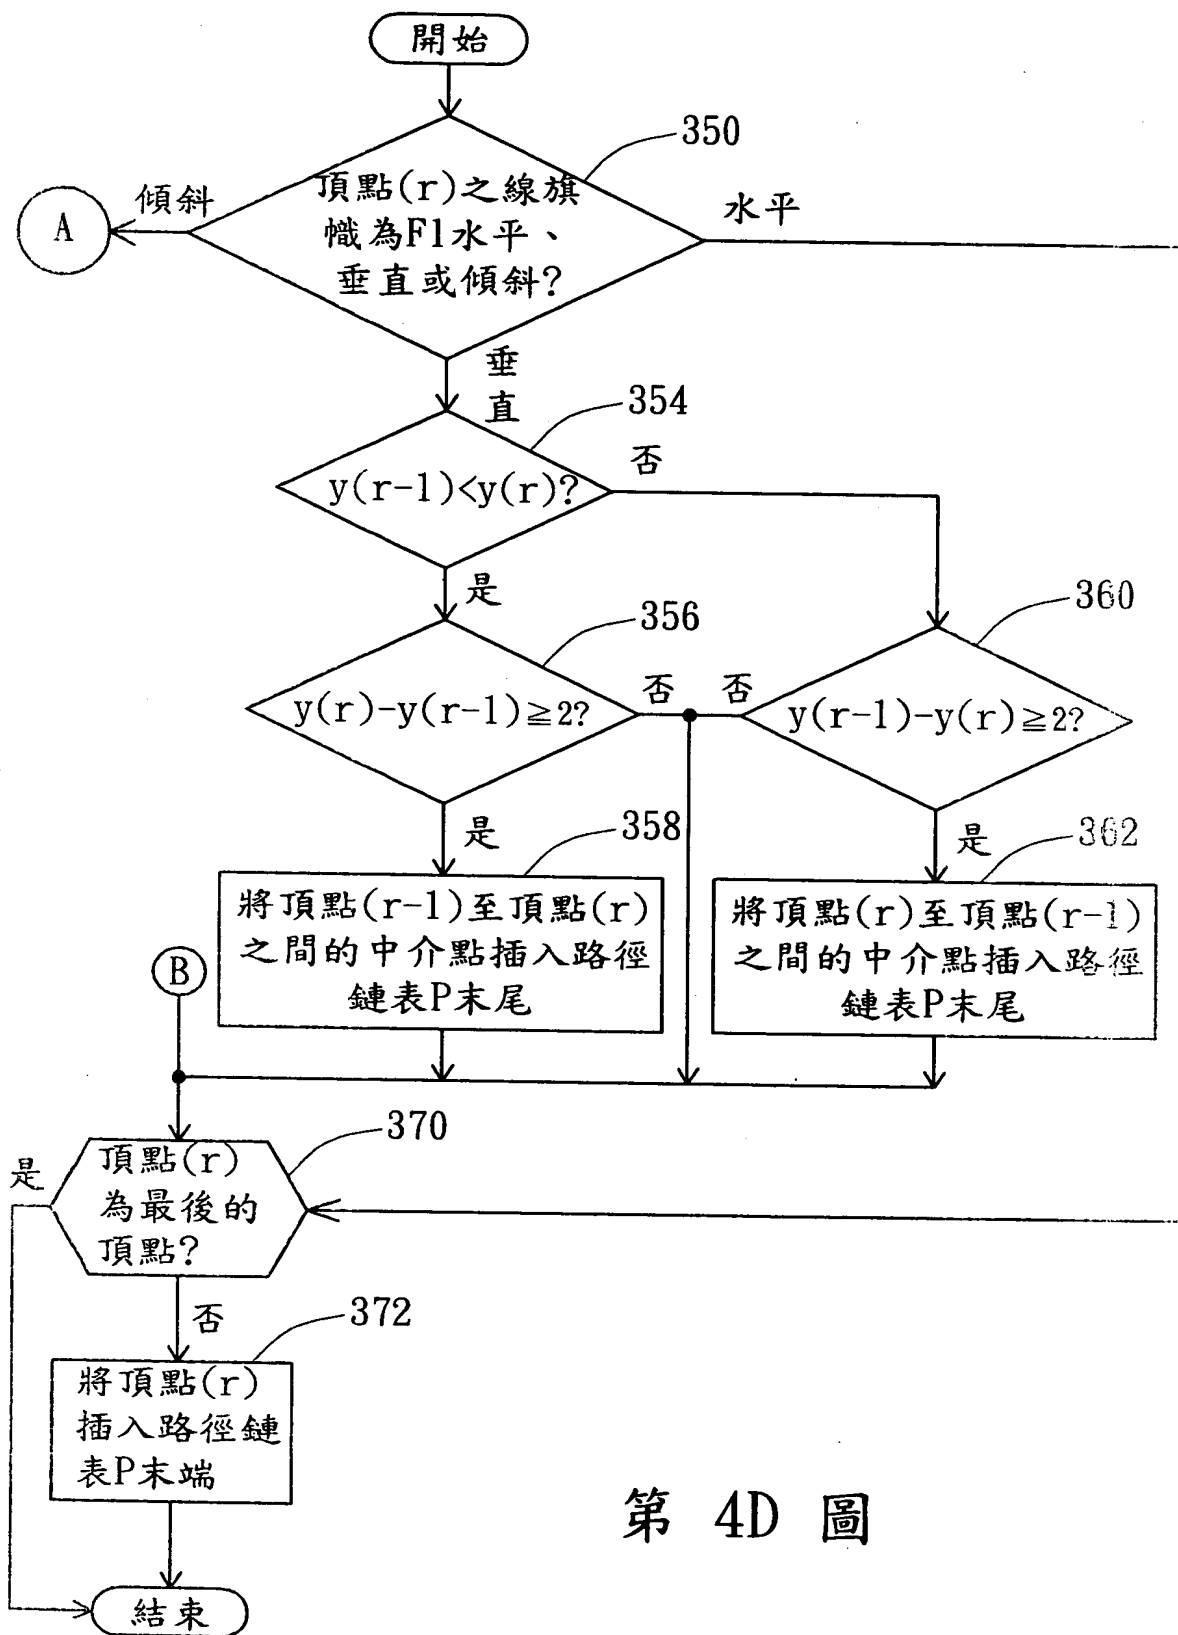 開始
350
頂點(r)之線旗
幟為F1水平、
垂直或傾斜?
傾斜
A
水平
垂
直
354
y(r-1)<y(r)?
否
是
356
360
y(r)-y(r-1)≧2?
否
否
y(r-1)-y(r)≧2?
是
358
是
362
將頂點(r-1)至頂點(r)
之間的中介點插入路徑
鏈表P末尾
將頂點(r)至頂點(r-1)
之間的中介點插入路徑
鏈表P末尾
B
370
是
頂點(r)
為最後的
頂點?
否
372
將頂點(r)
插入路徑鏈
表P末端
結束
第 4D 圖